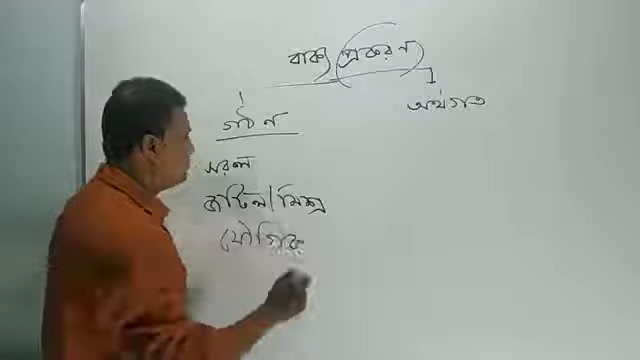 বাক্য প্রকরণ
গঠন
অর্থগত
সরল
জটিল/মিশ্র
যৌগিক